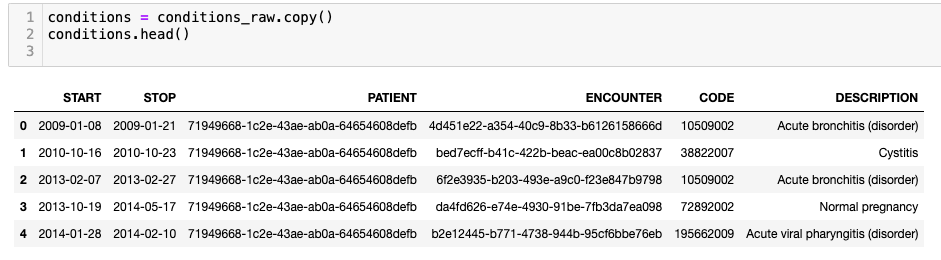 1 conditions = conditions_raw.copy()
2 conditions.head()
3
START STOP PATIENT ENCOUNTER CODE DESCRIPTION
0 2009-01-08 2009-01-21 71949668-1c2e-43ae-ab0a-64654608defb 4d451e22-a354-40c9-8b33-b6126158666d 10509002 Acute bronchitis (disorder)
1 2010-10-16 2010-10-23 71949668-1c2e-43ae-ab0a-64654608defb bed7ecff-b41c-422b-beac-ea00c8b02837 38822007 Cystitis
2 2013-02-07 2013-02-27 71949668-1c2e-43ae-ab0a-64654608defb 6f2e3935-b203-493e-a9c0-f23e847b9798 10509002 Acute bronchitis (disorder)
3 2013-10-19 2014-05-17 71949668-1c2e-43ae-ab0a-64654608defb da4fd626-e74e-4930-91be-7fb3da7ea098 72892002 Normal pregnancy
4 2014-01-28 2014-02-10 71949668-1c2e-43ae-ab0a-64654608defb b2e12445-b771-4738-944b-95cf6bbe76eb 195662009 Acute viral pharyngitis (disorder)